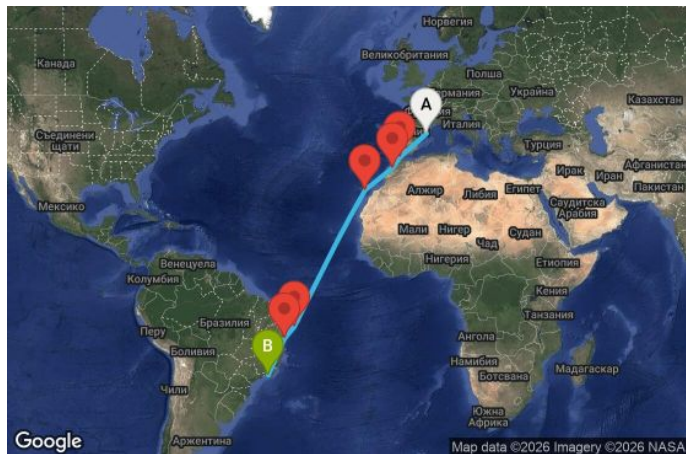 Норвегия
Канада
Великобритания
Полша
Украйна
Казахстан
A
Италия
Съединени
щати
Турция
Афганистан
Ирак
Иран
Пакистан
Алжир
Либия
Египет
Саудитска
Арабия
Мексико
Мали
Нигер
Судан
Чад
Венецуела
Нигерия
Етиопия
Колумбия
Кения
Бразилия
Танзания
Перу
B
Ангола
Боливия
Намибия
Мадагаскар
Ботсвана
Чили
Южна
Африка
Аржентина
Google
Map data ©2026 Imagery ©2026 NASA